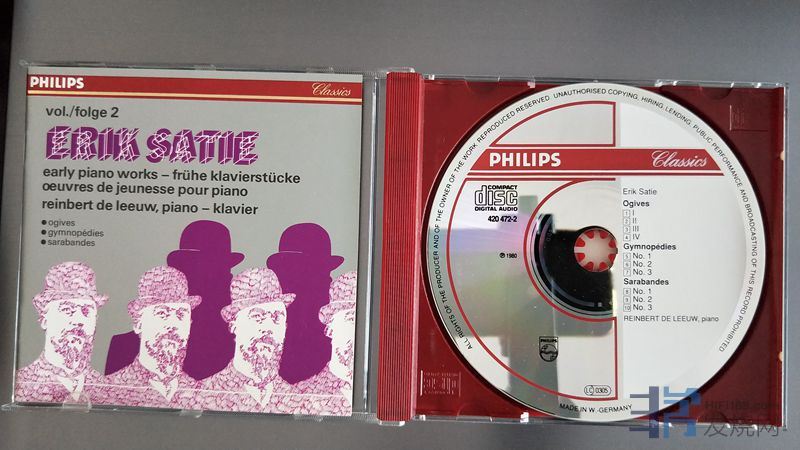 PHILIPS
Classics
vol./folge 2
ERIK SATIE
early piano works – frühe klavierstücke
œuvres de jeunesse pour piano
reinbert de leeuw, piano – klavier
• ogives
• gymnopédies
• sarabandes
ALL RIGHTS OF THE PRODUCER AND OF THE OWNER OF THE WORK REPRODUCED RESERVED. UNAUTHORISED COPYING, HIRING, LENDING, PUBLIC PERFORMANCE AND BROADCASTING OF THIS RECORD PROHIBITED
PHILIPS
Classics
COMPACT
disc
DIGITAL AUDIO
420 472-2
℗ 1980
Erik Satie
Ogives
1 I
2 II
3 III
4 IV
Gymnopédies
5 No. 1
6 No. 2
7 No. 3
Sarabandes
8 No. 1
9 No. 2
10 No. 3
REINBERT DE LEEUW, piano
PHILIPS
LC 0305
MADE IN W.-GERMANY
HiFi168.com
发烧网